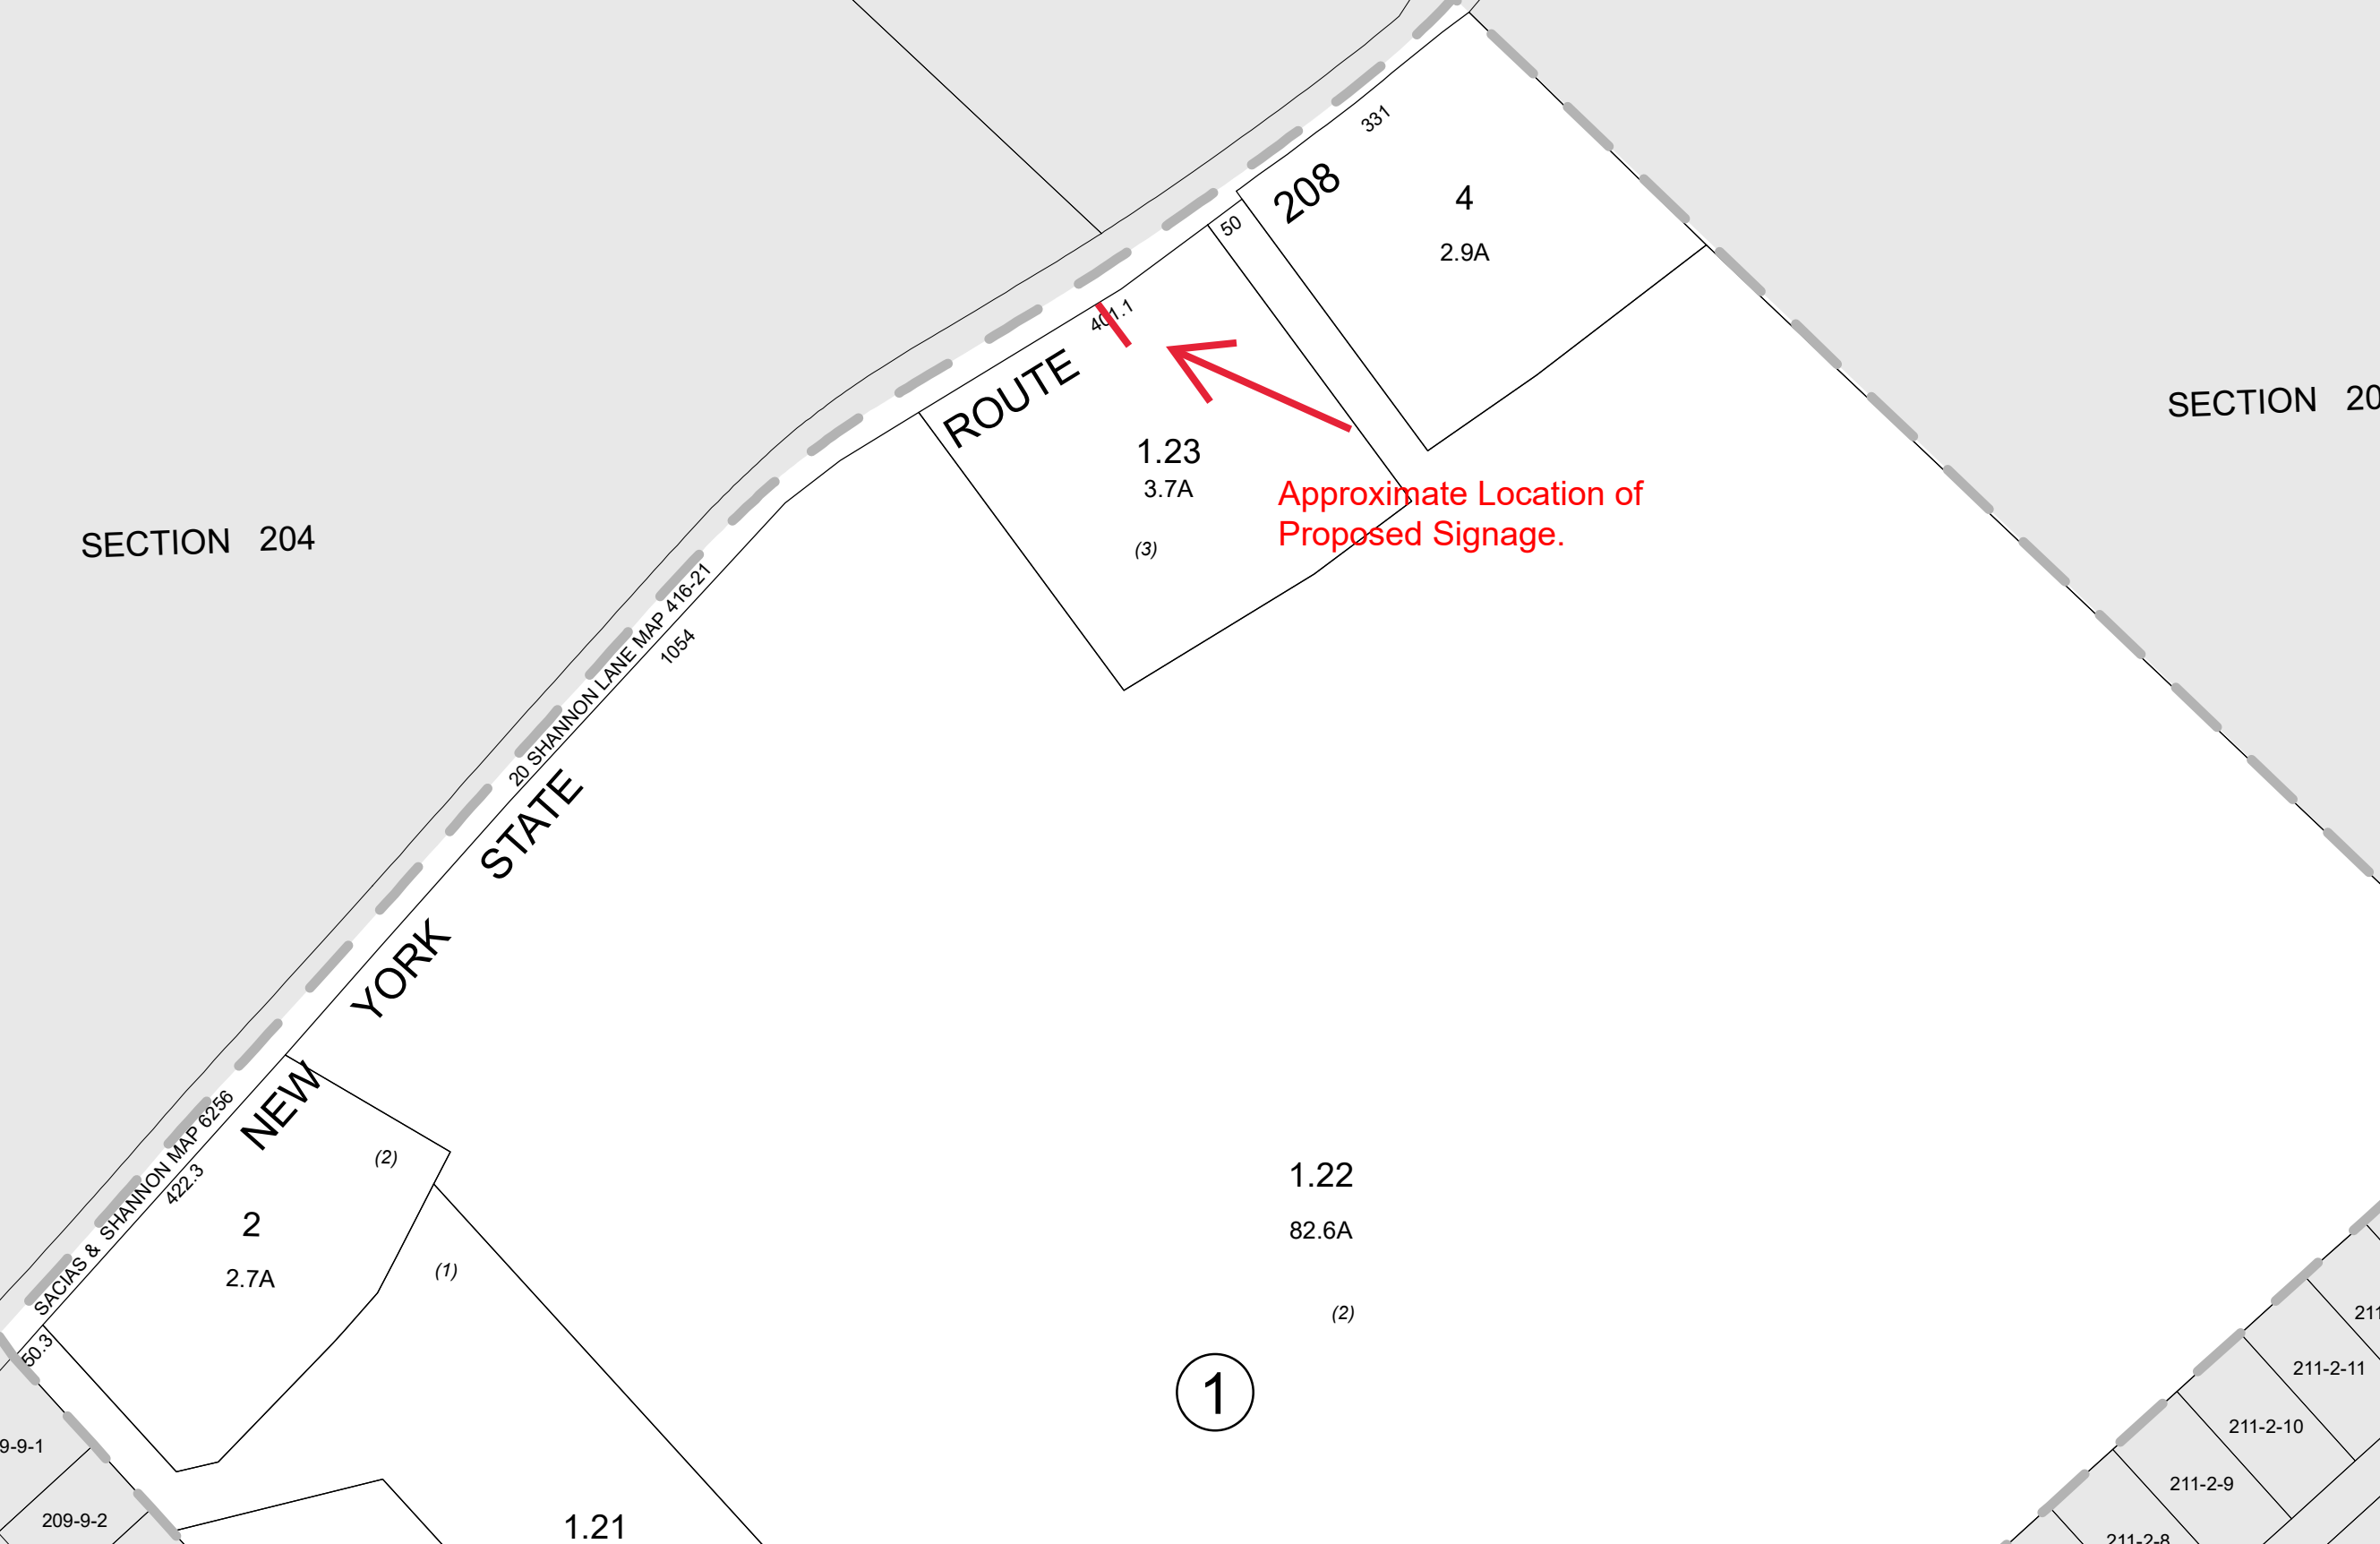 331
208
4
2.9A
50
401.1
ROUTE
SECTION 20
1.23
3.7A
(3)
Approximate Location of
Proposed Signage.
SECTION 204
20 SHANNON LANE MAP 416-21
1054
STATE
YORK
NEW
SACIAS & SHANNON MAP 6256
422.3
(2)
2
2.7A
(1)
50.3
1.22
82.6A
(2)
1
211
211-2-11
211-2-10
211-2-9
211-2-8
9-9-1
209-9-2
1.21